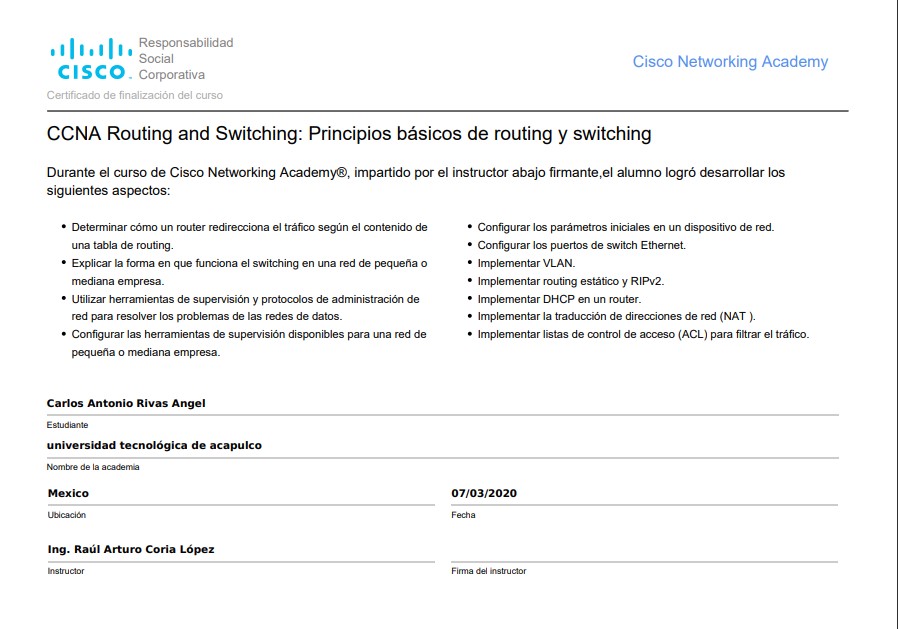 Responsabilidad
Social
CISCO. Corporativa
Cisco Networking Academy
Certificado de finalización del curso
CCNA Routing and Switching: Principios básicos de routing y switching
Durante el curso de Cisco Networking Academy®, impartido por el instructor abajo firmante,el alumno logró desarrollar los
siguientes aspectos:
• Determinar cómo un router redirecciona el tráfico según el contenido de
una tabla de routing.
• Explicar la forma en que funciona el switching en una red de pequeña o
mediana empresa.
• Utilizar herramientas de supervisión y protocolos de administración de
red para resolver los problemas de las redes de datos.
• Configurar las herramientas de supervisión disponibles para una red de
pequeña o mediana empresa.
• Configurar los parámetros iniciales en un dispositivo de red.
• Configurar los puertos de switch Ethernet.
• Implementar VLAN.
• Implementar routing estático y RIPv2.
• Implementar DHCP en un router.
• Implementar la traducción de direcciones de red (NAT ).
• Implementar listas de control de acceso (ACL) para filtrar el tráfico.
Carlos Antonio Rivas Angel
Estudiante
universidad tecnológica de acapulco
Nombre de la academia
Mexico
Ubicación
07/03/2020
Fecha
Ing. Raúl Arturo Coria López
Instructor
Firma del instructor